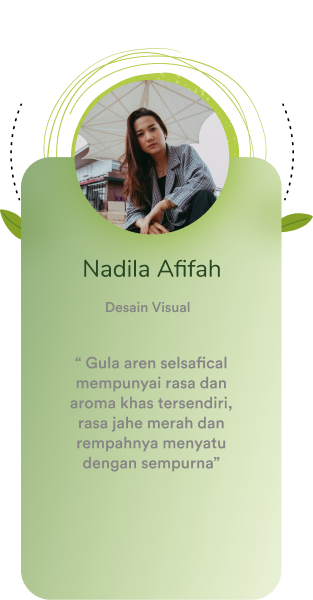 Nadila Afifah
Desain Visual
“ Gula aren selsafical
mempunyai rasa dan
aroma khas tersendiri,
rasa jahe merah dan
rempahnya menyatu
dengan sempurna”